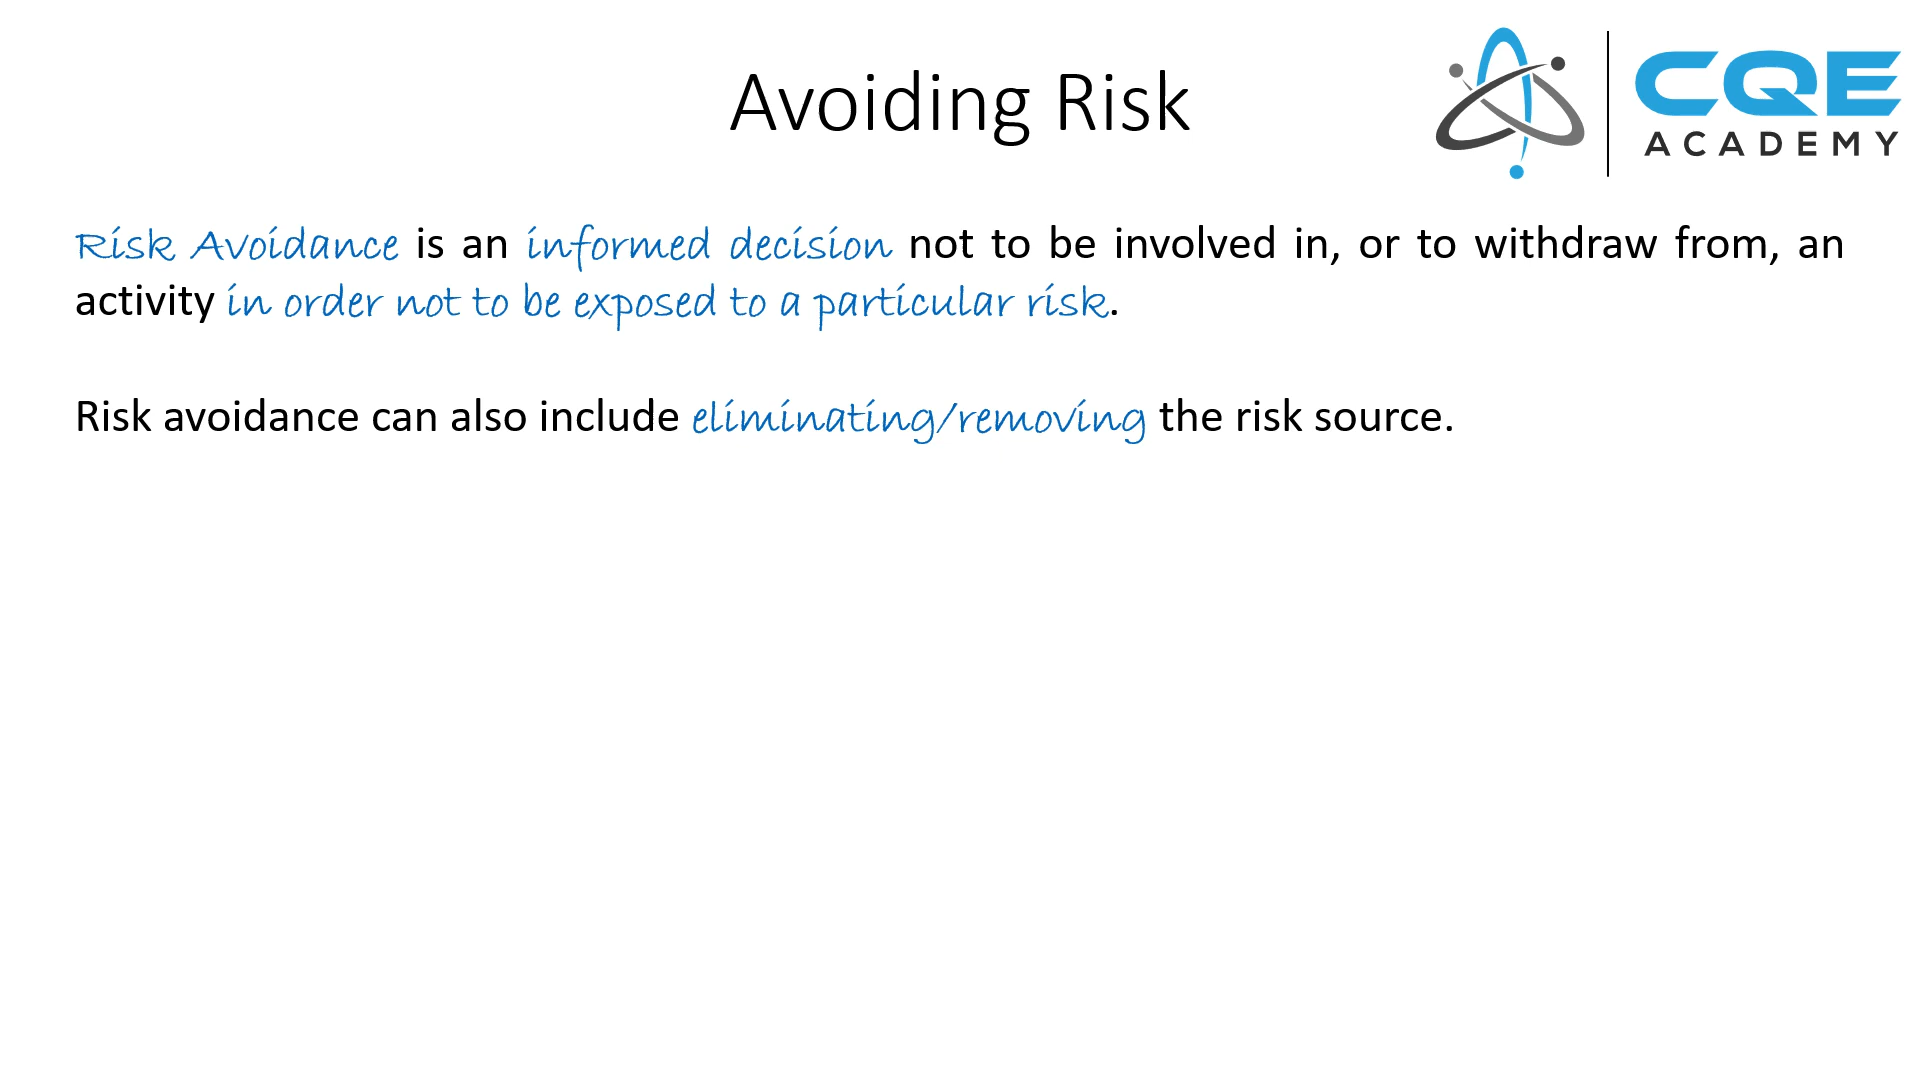 Avoiding Risk
CQE
ACADEMY
Risk Avoidance is an informed decision not to be involved in, or to withdraw from, an
activity in order not to be exposed to a particular risk.
Risk avoidance can also include eliminating/removing the risk source.